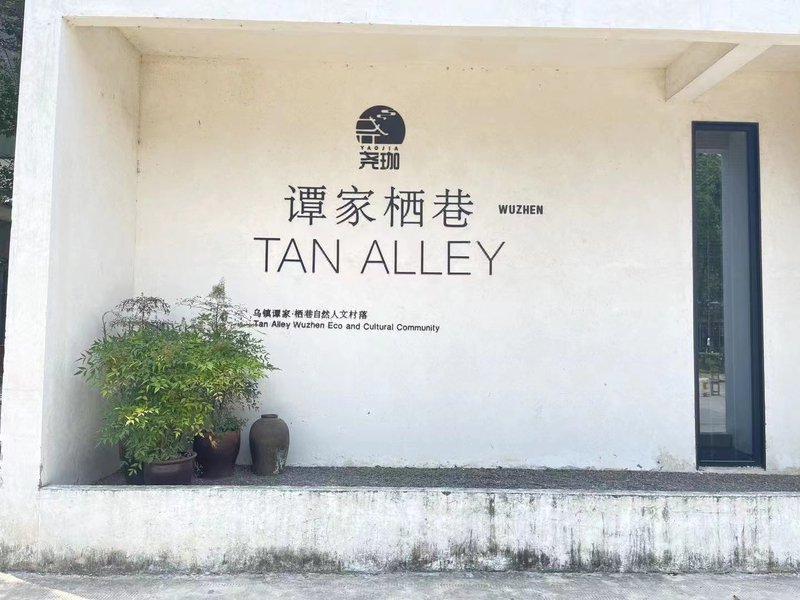 YAOJIA
尧珈
谭家栖巷 WUZHEN
TAN ALLEY
乌镇谭家·栖巷自然人文村落
Tan Alley Wuzhen Eco and Cultural Community